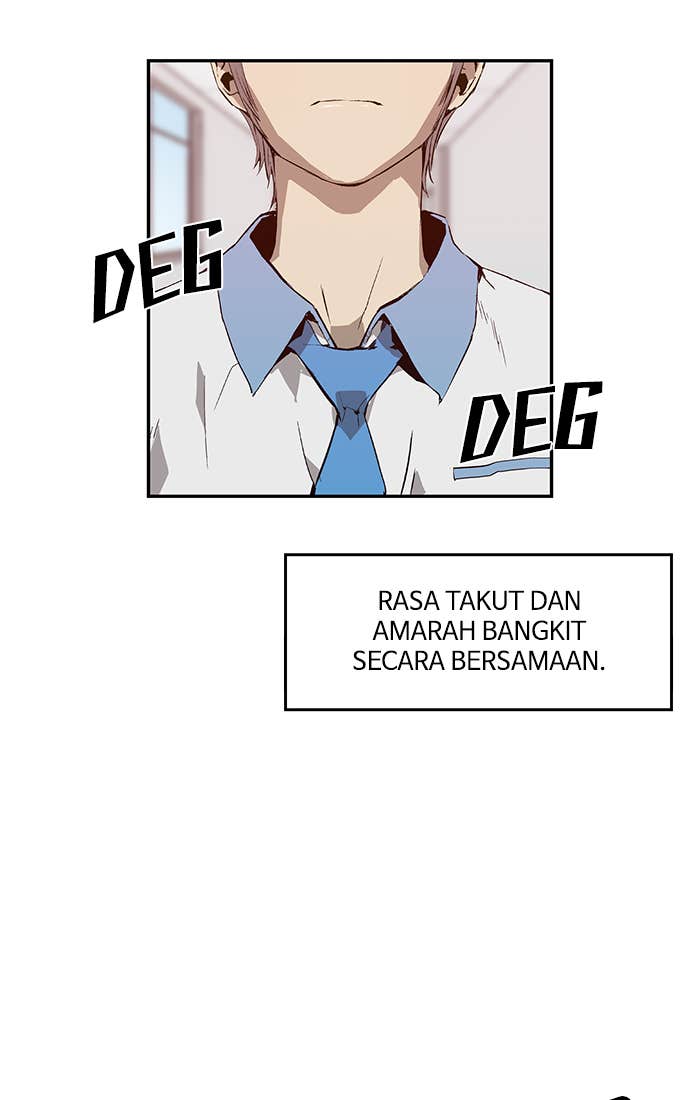 DEG
DEG
RASA TAKUT DAN
AMARAH BANGKIT
SECARA BERSAMAAN.